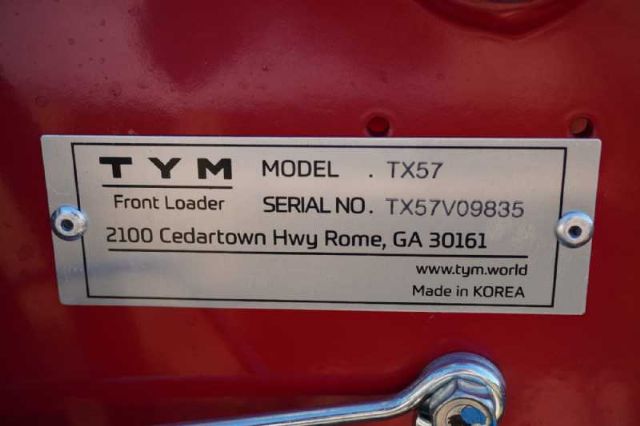 TYM MODEL . TX57
Front Loader SERIAL NO. TX57V09835
2100 Cedartown Hwy Rome, GA 30161
www.tym.world
Made in KOREA